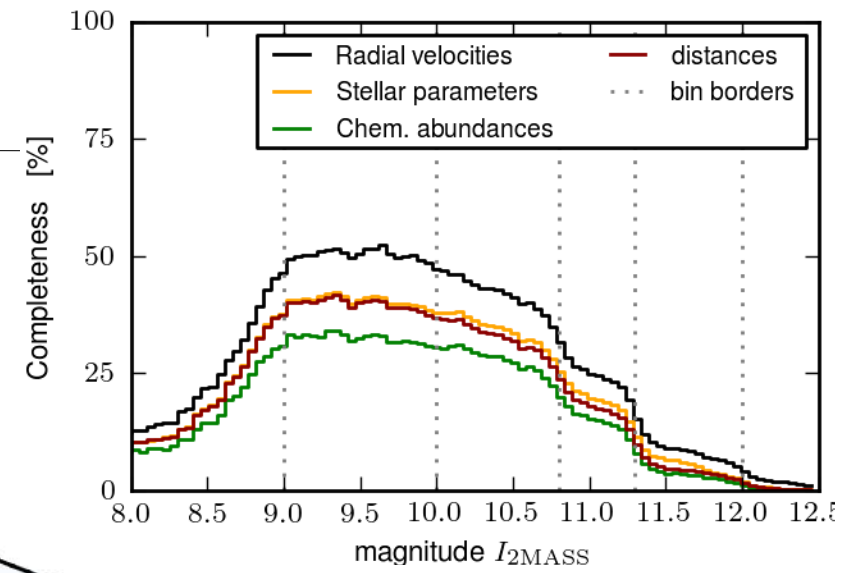 100
75
50
25
0
Completeness [%]
Radial velocities
Stellar parameters
Chem. abundances
distances
bin borders
8.0 8.5 9.0 9.5 10.0 10.5 11.0 11.5 12.0 12.5
magnitude I2MASS